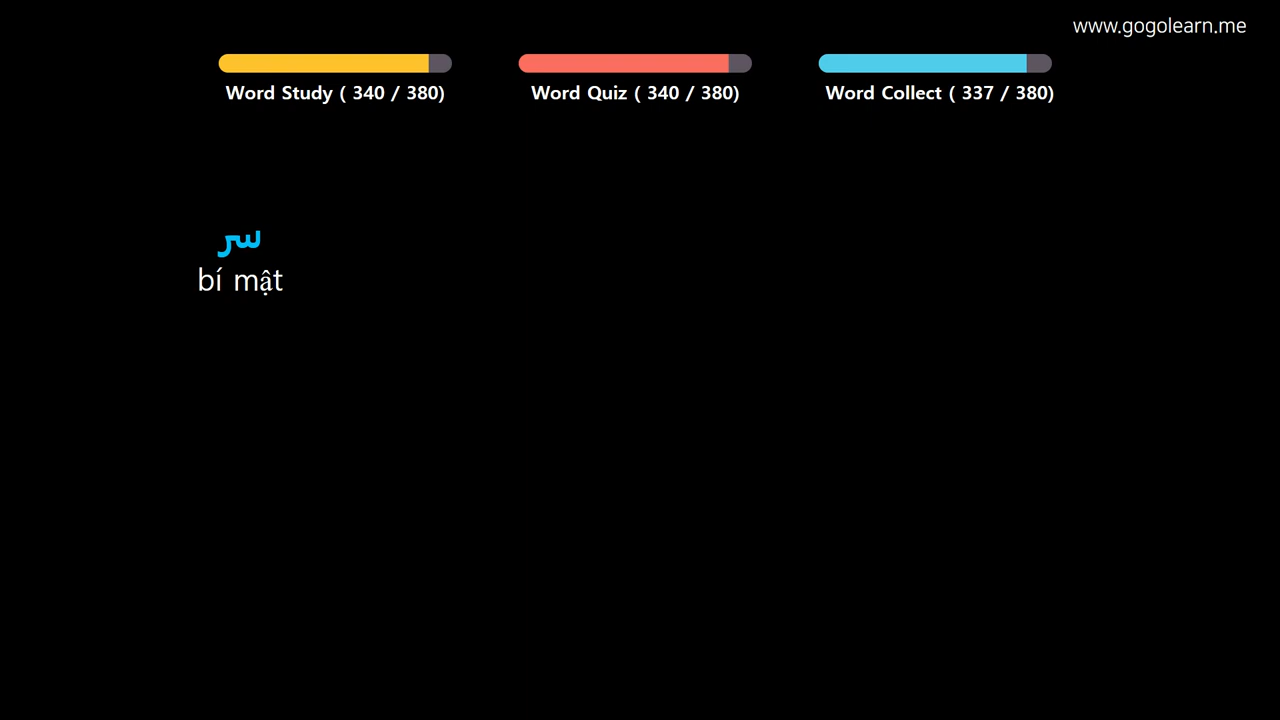 www.gogolearn.me
Word Study ( 340 / 380)
Word Quiz ( 340 / 380)
Word Collect ( 337 / 380)
سر
bí mật